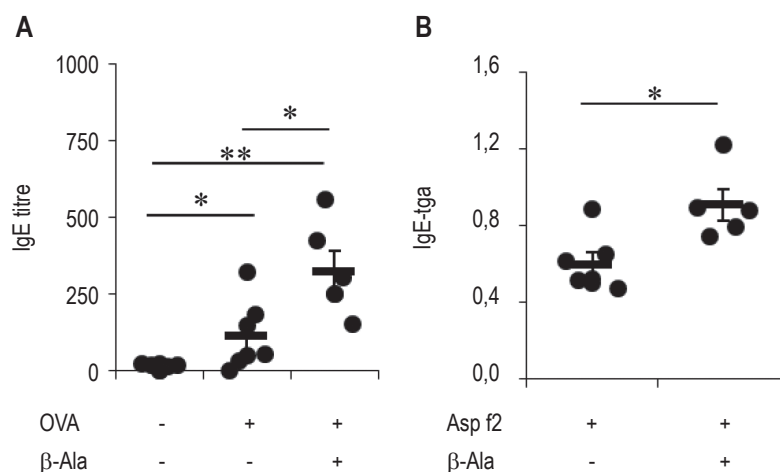 A
1000
750
500
250
0
IgE titre
*
**
*
OVA - + +
β-Ala - - +
B
1,6
1,2
0,8
0,4
0,0
IgE-tga
*
Asp f2 + +
β-Ala - +